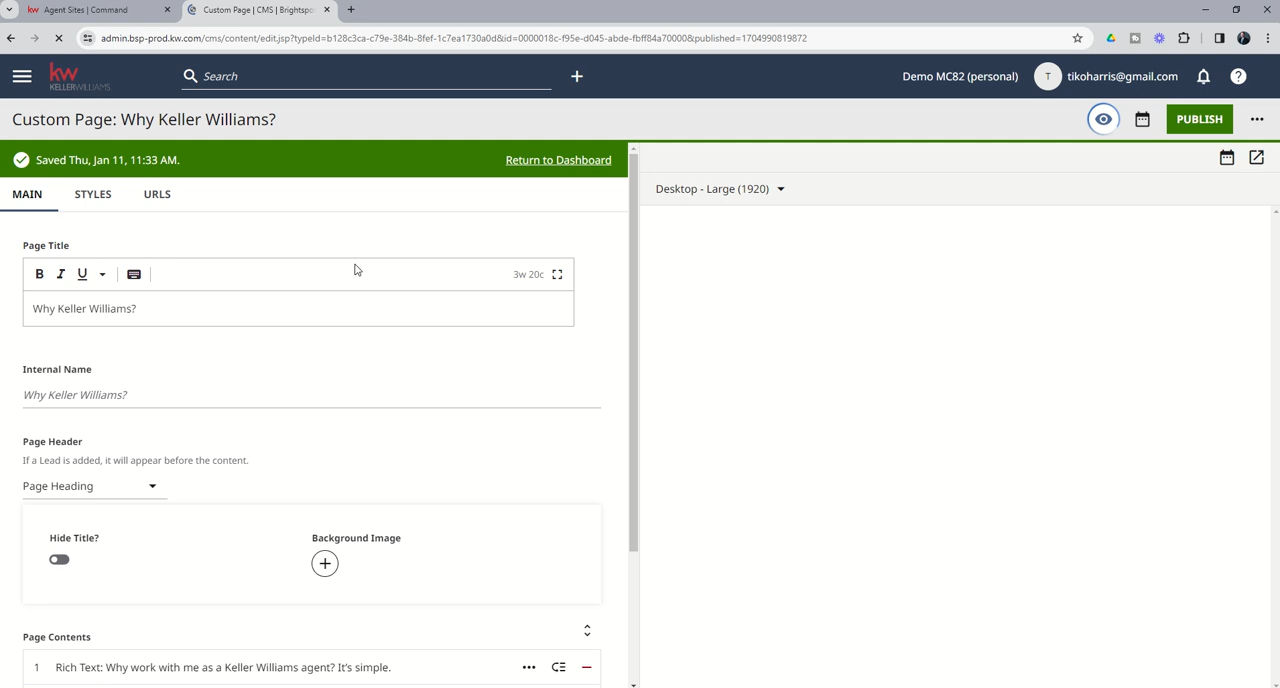 kw Agent Sites | Command
Custom Page | CMS | Brightspo
admin.bsp-prod.kw.com/cms/content/edit.jsp?typeId=b128c3ca-c79e-384b-8fef-1c7ea1730a0d&id=0000018c-f95e-d045-abde-fbff84a70000&published=1704990819872
kw
KELLERWILLIAMS
Search
Demo MC82 (personal)
T
tikoharris@gmail.com
Custom Page: Why Keller Williams?
PUBLISH
Saved Thu, Jan 11, 11:33 AM.
Return to Dashboard
MAIN
STYLES
URLS
Desktop - Large (1920)
Page Title
B I U
3w 20c
Why Keller Williams?
Internal Name
Why Keller Williams?
Page Header
If a Lead is added, it will appear before the content.
Page Heading
Hide Title?
Background Image
Page Contents
1 Rich Text: Why work with me as a Keller Williams agent? It's simple.